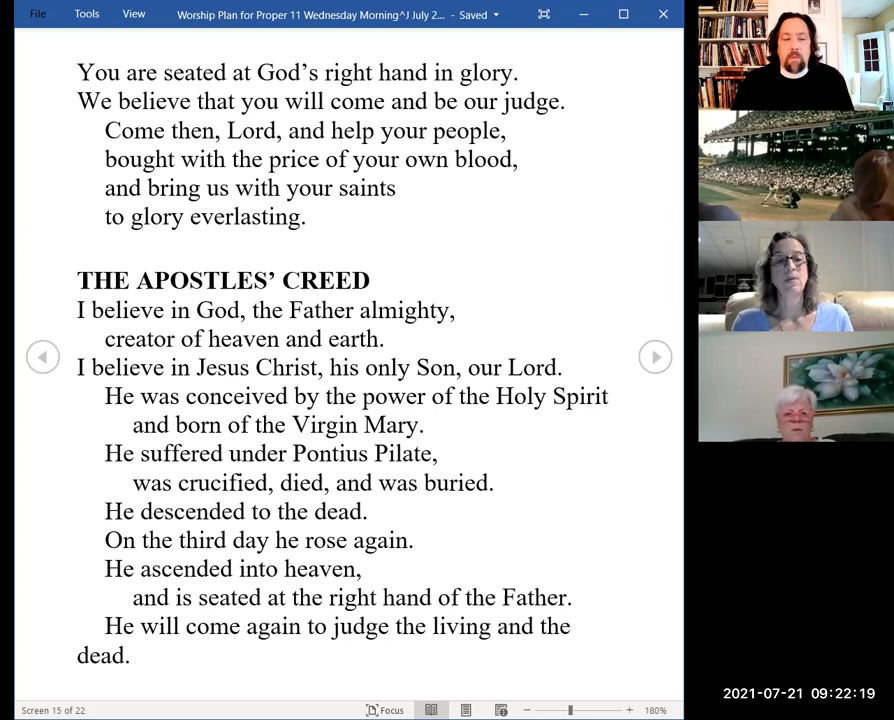 File Tools View Worship Plan for Proper 11 Wednesday Morning^J July 2... - Saved
You are seated at God’s right hand in glory.
We believe that you will come and be our judge.
Come then, Lord, and help your people,
bought with the price of your own blood,
and bring us with your saints
to glory everlasting.
THE APOSTLES’ CREED
I believe in God, the Father almighty,
creator of heaven and earth.
I believe in Jesus Christ, his only Son, our Lord.
He was conceived by the power of the Holy Spirit
and born of the Virgin Mary.
He suffered under Pontius Pilate,
was crucified, died, and was buried.
He descended to the dead.
On the third day he rose again.
He ascended into heaven,
and is seated at the right hand of the Father.
He will come again to judge the living and the
dead.
2021-07-21 09:22:19
Screen 15 of 22 Focus 180%